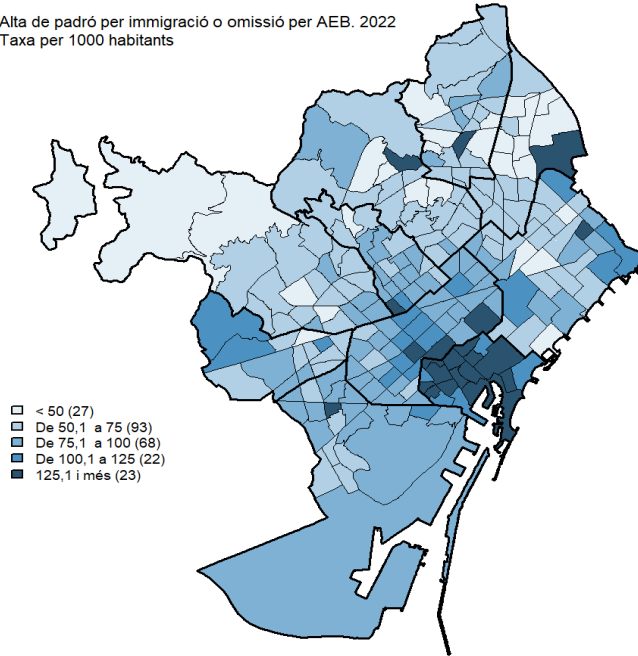 Alta de padró per immigració o omissió per AEB. 2022
Taxa per 1000 habitants
< 50 (27)
De 50,1 a 75 (93)
De 75,1 a 100 (68)
De 100,1 a 125 (22)
125,1 i més (23)